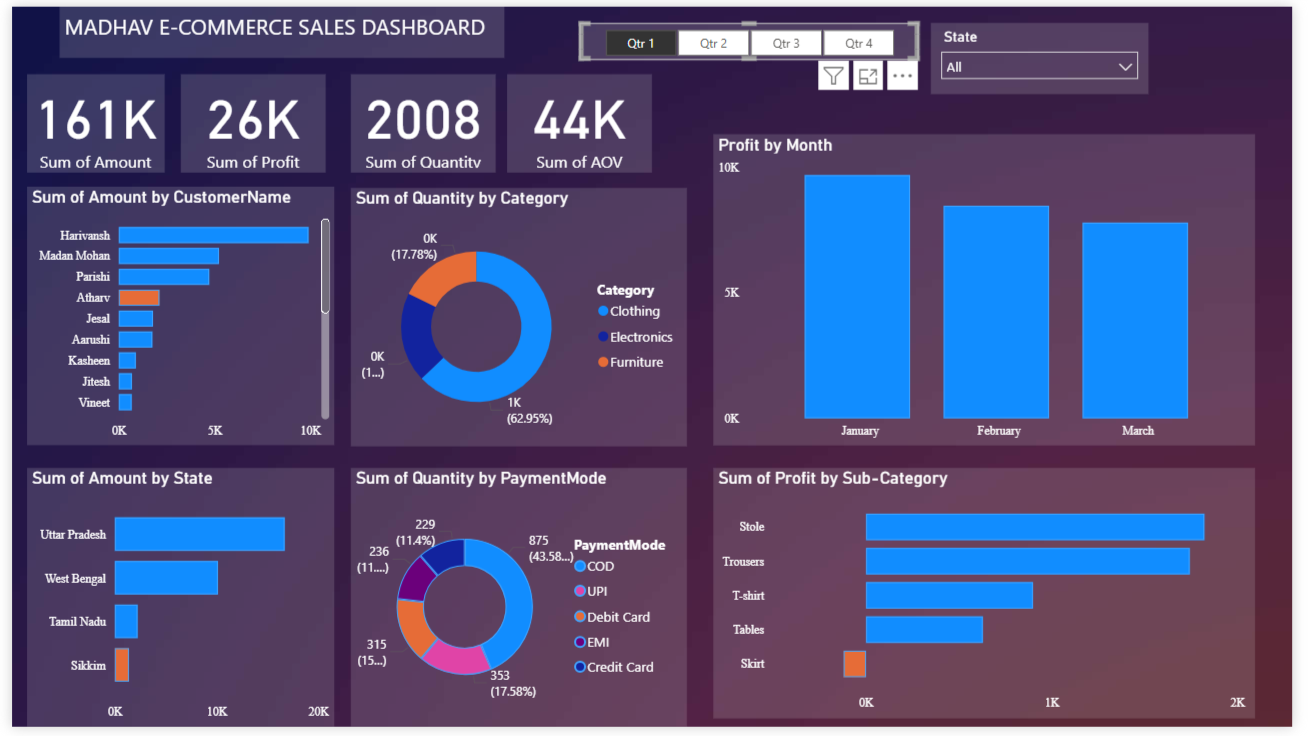 MADHAV E-COMMERCE SALES DASHBOARD
Qtr 1 Qtr 2 Qtr 3 Qtr 4
State
All
161K
Sum of Amount
26K
Sum of Profit
2008
Sum of Quantity
44K
Sum of AOV
Sum of Amount by CustomerName
Harivansh
Madan Mohan
Parishi
Atharv
Jesal
Aarushi
Kasheen
Jitesh
Vineet
0K 5K 10K
Sum of Quantity by Category
0K
(17.78%)
0K
(1...)
1K
(62.95%)
Category
Clothing
Electronics
Furniture
Profit by Month
10K
5K
0K
January February March
Sum of Amount by State
Uttar Pradesh
West Bengal
Tamil Nadu
Sikkim
0K 10K 20K
Sum of Quantity by PaymentMode
229
(11.4%)
236
(11....)
315
(15...)
875
(43.58...)
353
(17.58%)
PaymentMode
COD
UPI
Debit Card
EMI
Credit Card
Sum of Profit by Sub-Category
Stole
Trousers
T-shirt
Tables
Skirt
0K 1K 2K